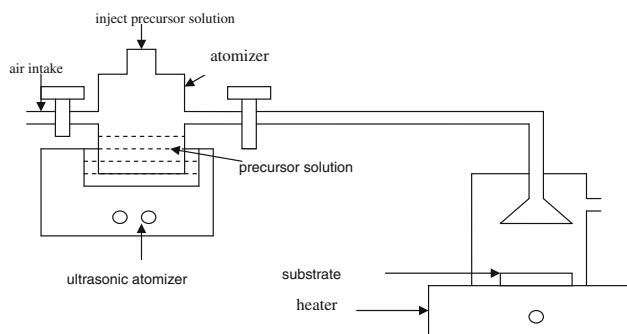 inject precursor solution
atomizer
air intake
precursor solution
ultrasonic atomizer
substrate
heater